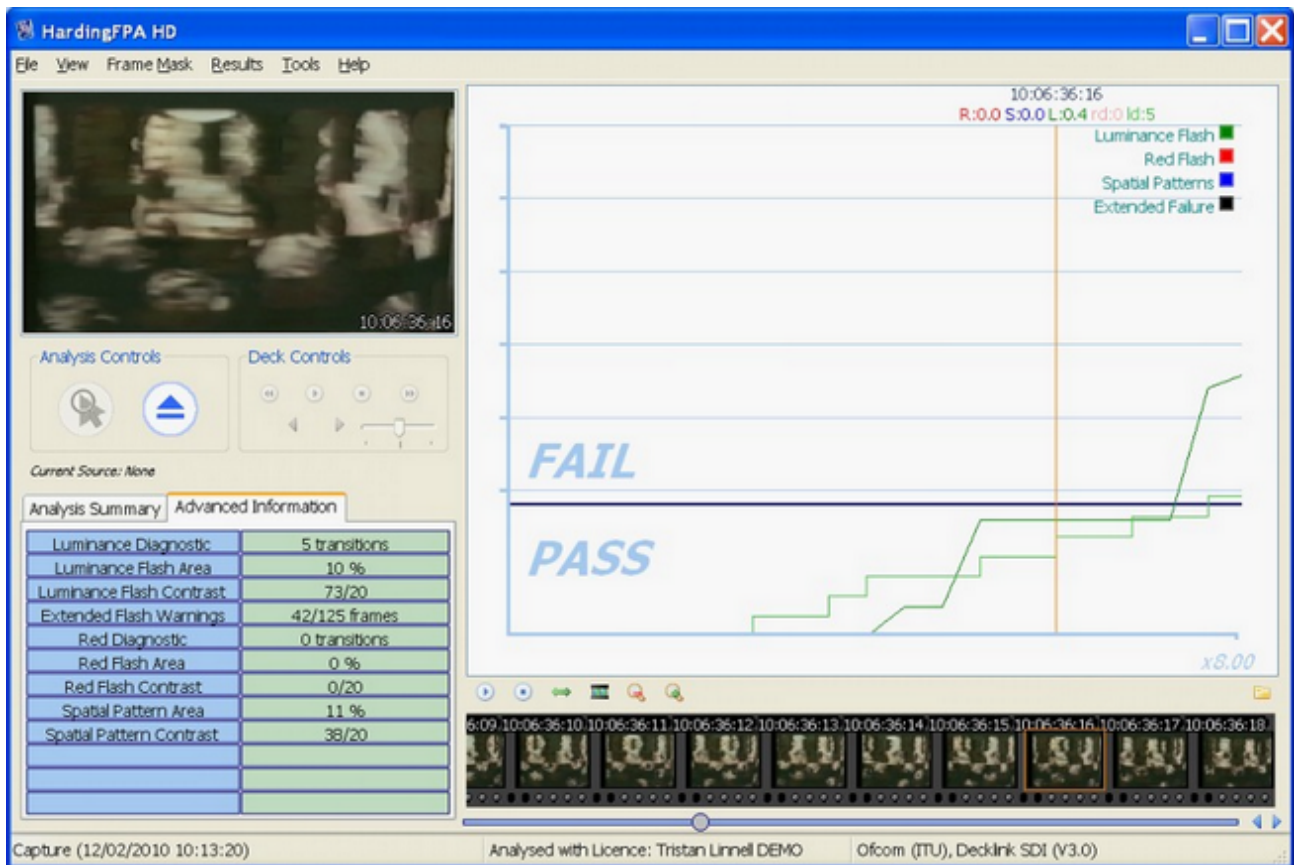 HardingFPA HD
File View Frame Mask Results Tools Help
10:06:36:16
Analysis Controls
Deck Controls
Current Source: None
Analysis Summary
Advanced Information
Luminance Diagnostic 5 transitions
Luminance Flash Area 10 %
Luminance Flash Contrast 73/20
Extended Flash Warnings 42/125 frames
Red Diagnostic 0 transitions
Red Flash Area 0 %
Red Flash Contrast 0/20
Spatial Pattern Area 11 %
Spatial Pattern Contrast 38/20
10:06:36:16
R:0.0 S:0.0 L:0.4 rd:0 ld:5
Luminance Flash
Red Flash
Spatial Patterns
Extended Failure
FAIL
PASS
x8.00
6:09 10:06:36:10 10:06:36:11 10:06:36:12 10:06:36:13 10:06:36:14 10:06:36:15 10:06:36:16 10:06:36:17 10:06:36:18
Capture (12/02/2010 10:13:20)
Analysed with Licence: Tristan Linnell DEMO
Ofcom (ITU), Decklink SDI (V3.0)